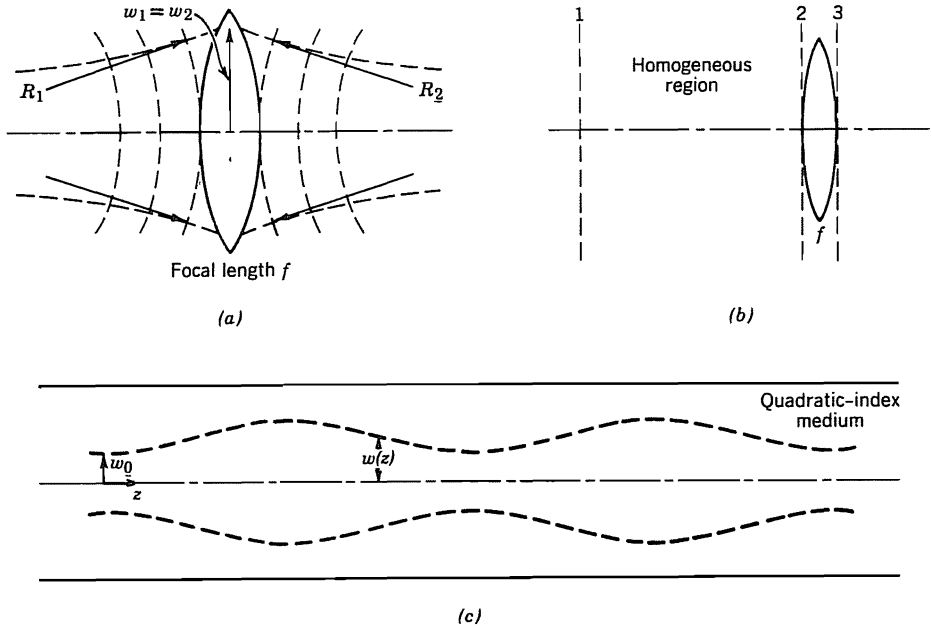 w₁ = w₂
R₁
R₂
Focal length f
(a)
1
2
3
Homogeneous
region
f
(b)
Quadratic-index
medium
w₀
w(z)
z
(c)